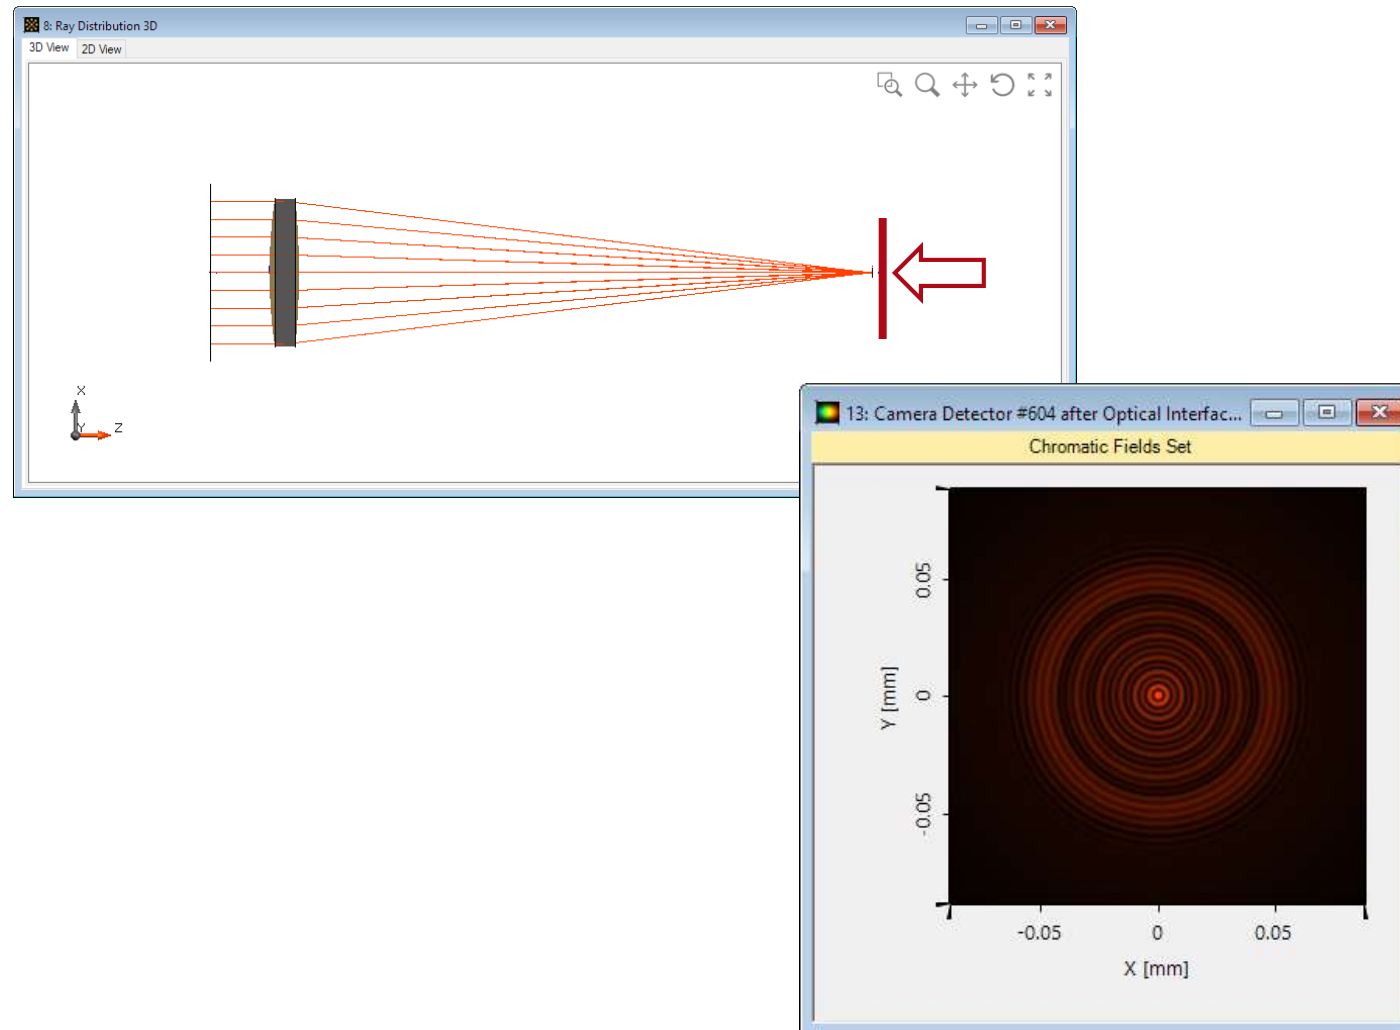 8: Ray Distribution 3D
3D View 2D View
X
Y Z
13: Camera Detector #604 after Optical Interfac...
Chromatic Fields Set
0.05
0
-0.05
Y [mm]
-0.05 0 0.05
X [mm]